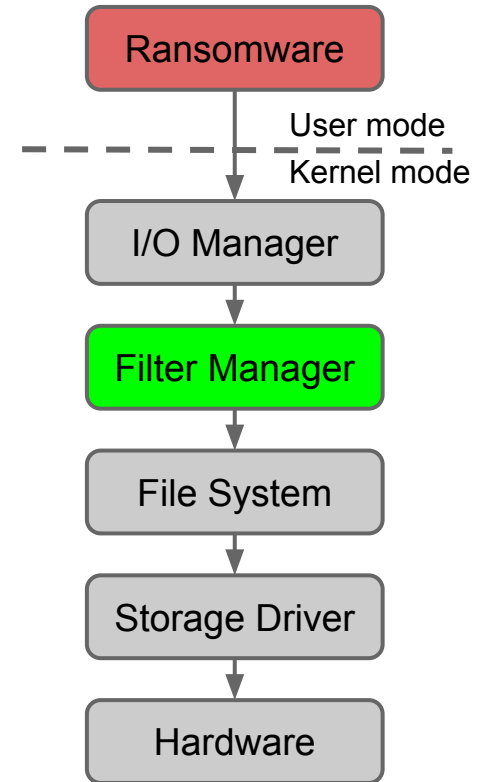 Ransomware
User mode
Kernel mode
I/O Manager
Filter Manager
File System
Storage Driver
Hardware